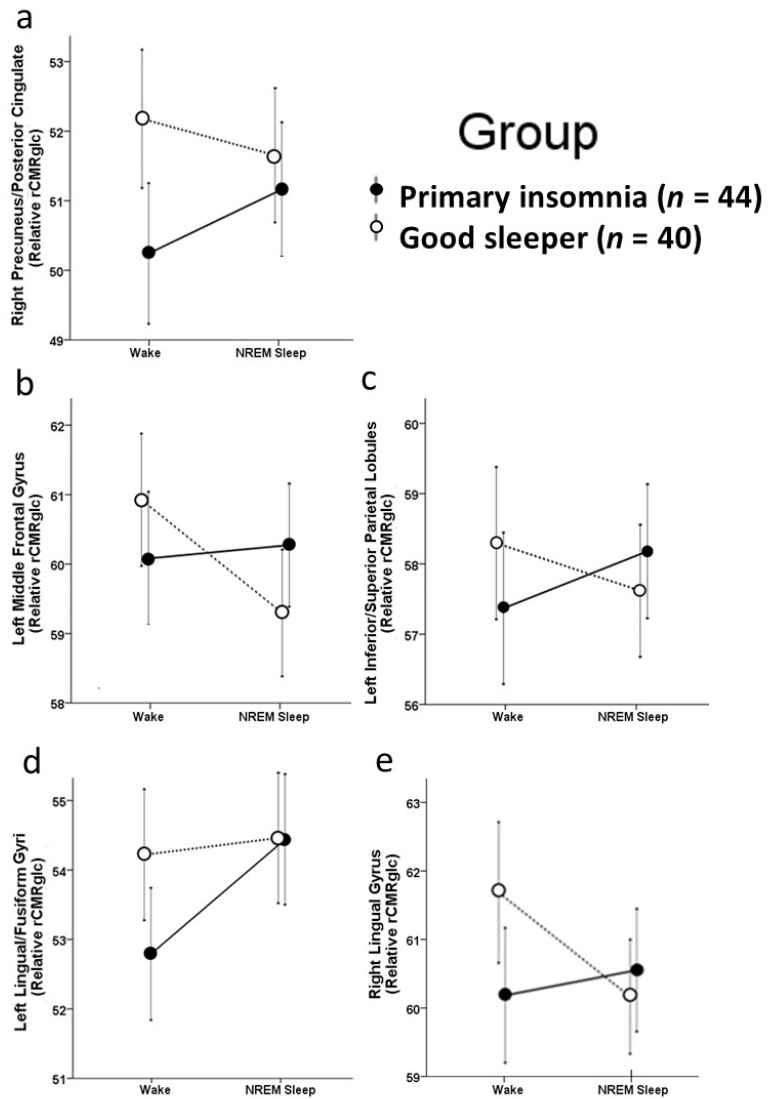 a
Right Precuneus/Posterior Cingulate
(Relative rCMRglc)
53
52
51
50
49
Wake
NREM Sleep
Group
Primary insomnia (n = 44)
Good sleeper (n = 40)
b
Left Middle Frontal Gyrus
(Relative rCMRglc)
62
61
60
59
58
Wake
NREM Sleep
c
Left Inferior/Superior Parietal Lobules
(Relative rCMRglc)
60
59
58
57
56
Wake
NREM Sleep
d
Left Lingual/Fusiform Gyri
(Relative rCMRglc)
55
54
53
52
51
Wake
NREM Sleep
e
Right Lingual Gyrus
(Relative rCMRglc)
63
62
61
60
59
Wake
NREM Sleep